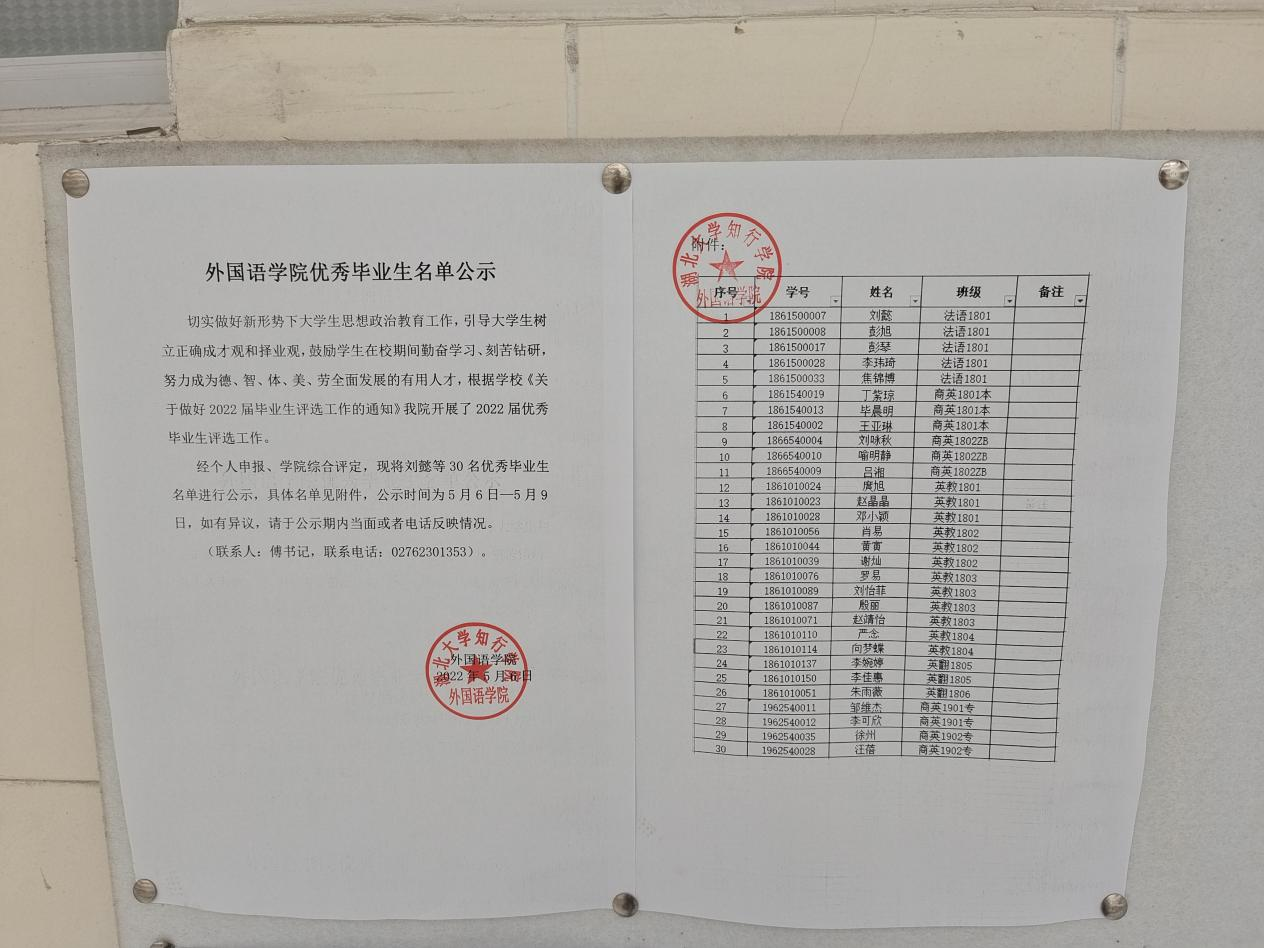 外国语学院优秀毕业生名单公示
切实做好新形势下大学生思想政治教育工作，引导大学生树
立正确成才观和择业观，鼓励学生在校期间勤奋学习、刻苦钻研，
努力成为德、智、体、美、劳全面发展的有用人才，根据学校《关
于做好 2022 届毕业生评选工作的通知》我院开展了 2022 届优秀
毕业生评选工作。
经个人申报、学院综合评定，现将刘懿等 30 名优秀毕业生
名单进行公示，具体名单见附件，公示时间为 5 月 6 日—5 月 9
日，如有异议，请于公示期内当面或者电话反映情况。
（联系人：傅书记，联系电话：02762301353）。
外国语学院
2022 年 5 月 6 日
湖北大学知行学院
外国语学院
附件：
湖北大学知行学院
外国语学院
序号 学号 姓名 班级 备注
1 1861500007 刘懿 法语1801
2 1861500008 彭旭 法语1801
3 1861500017 彭琴 法语1801
4 1861500028 李玮琦 法语1801
5 1861500033 焦锦博 法语1801
6 1861540019 丁紫琼 商英1801本
7 1861540013 毕晨明 商英1801本
8 1861540002 王亚琳 商英1801本
9 1866540004 刘咏秋 商英1802ZB
10 1866540010 喻明静 商英1802ZB
11 1866540009 吕湘 商英1802ZB
12 1861010024 庹旭 英教1801
13 1861010023 赵晶晶 英教1801
14 1861010028 邓小颖 英教1801
15 1861010056 肖易 英教1802
16 1861010044 黄寅 英教1802
17 1861010039 谢灿 英教1802
18 1861010076 罗易 英教1803
19 1861010089 刘怡菲 英教1803
20 1861010087 殷丽 英教1803
21 1861010071 赵靖怡 英教1803
22 1861010110 严念 英教1804
23 1861010114 向梦蝶 英教1804
24 1861010137 李婉婷 英翻1805
25 1861010150 李佳惠 英翻1805
26 1861010051 朱雨薇 英翻1806
27 1962540011 邹维杰 商英1901专
28 1962540012 李可欣 商英1901专
29 1962540035 徐州 商英1902专
30 1962540028 汪蓓 商英1902专